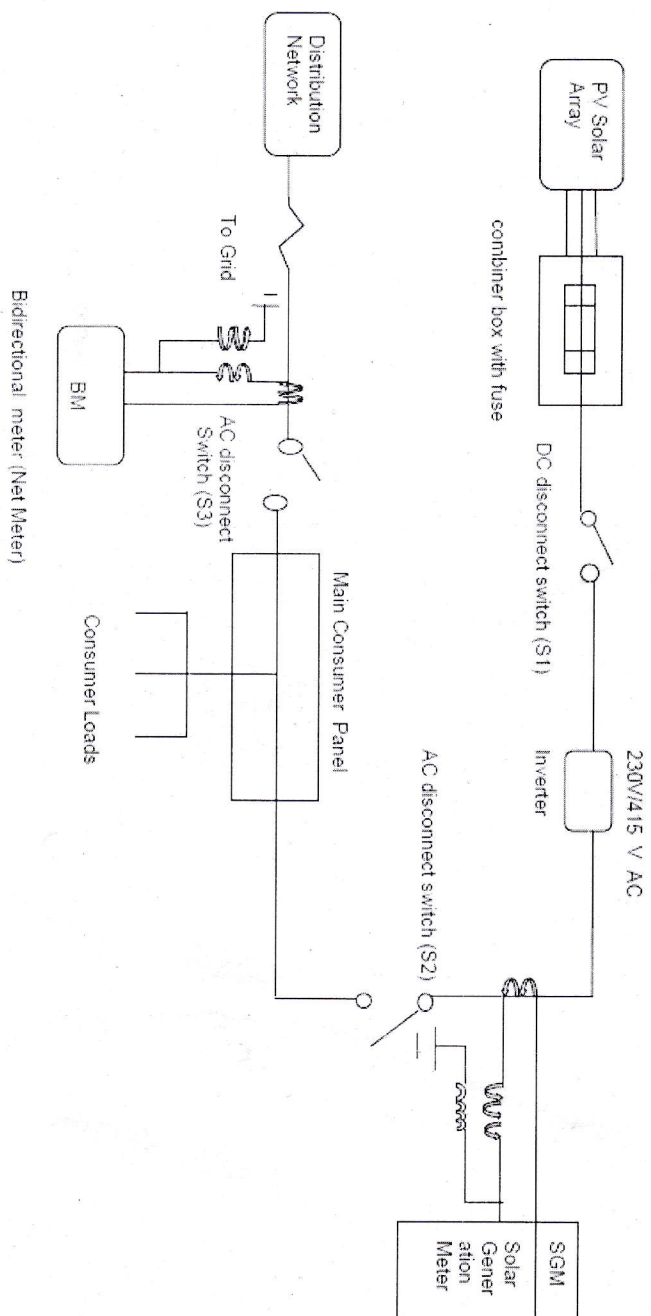 230V/415 V AC
PV Solar
Array
combiner box with fuse
DC disconnect switch (S1)
Inverter
SGM
Solar
Gener
ation
Meter
AC disconnect switch (S2)
Distribution
Network
To Grid
AC disconnect
Switch (S3)
Main Consumer Panel
Consumer Loads
BM
Bidirectional meter (Net Meter)